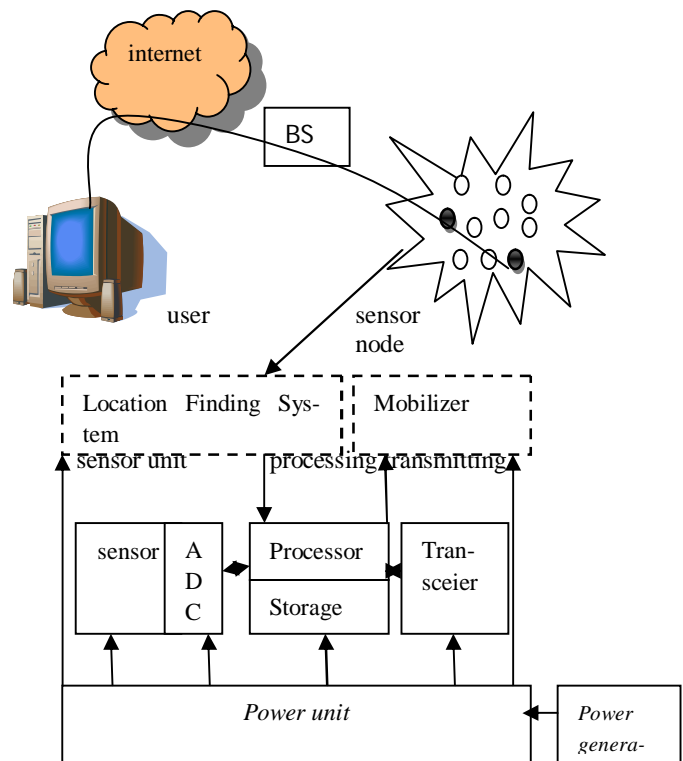 internet
BS
user
sensor
node
Location Finding Sys-
tem
Mobilizer
sensor unit
processing
transmitting
sensor
A
D
C
Processor
Storage
Tran-
sceier
Power unit
Power
genera-